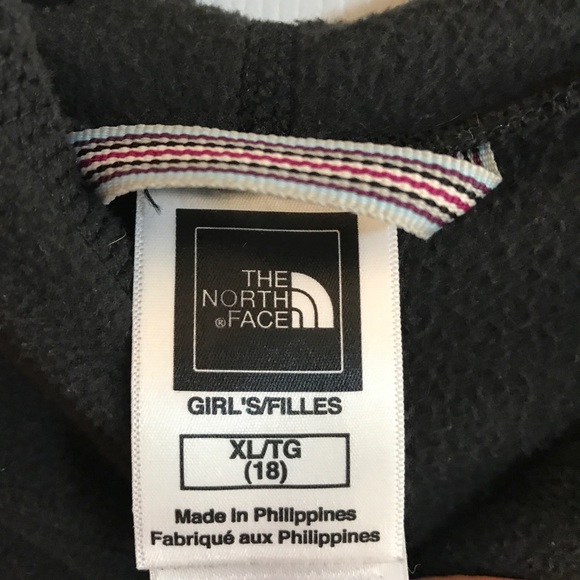 THE
NORTH
®FACE
GIRL'S/FILLES
XL/TG
(18)
Made in Philippines
Fabriqué aux Philippines